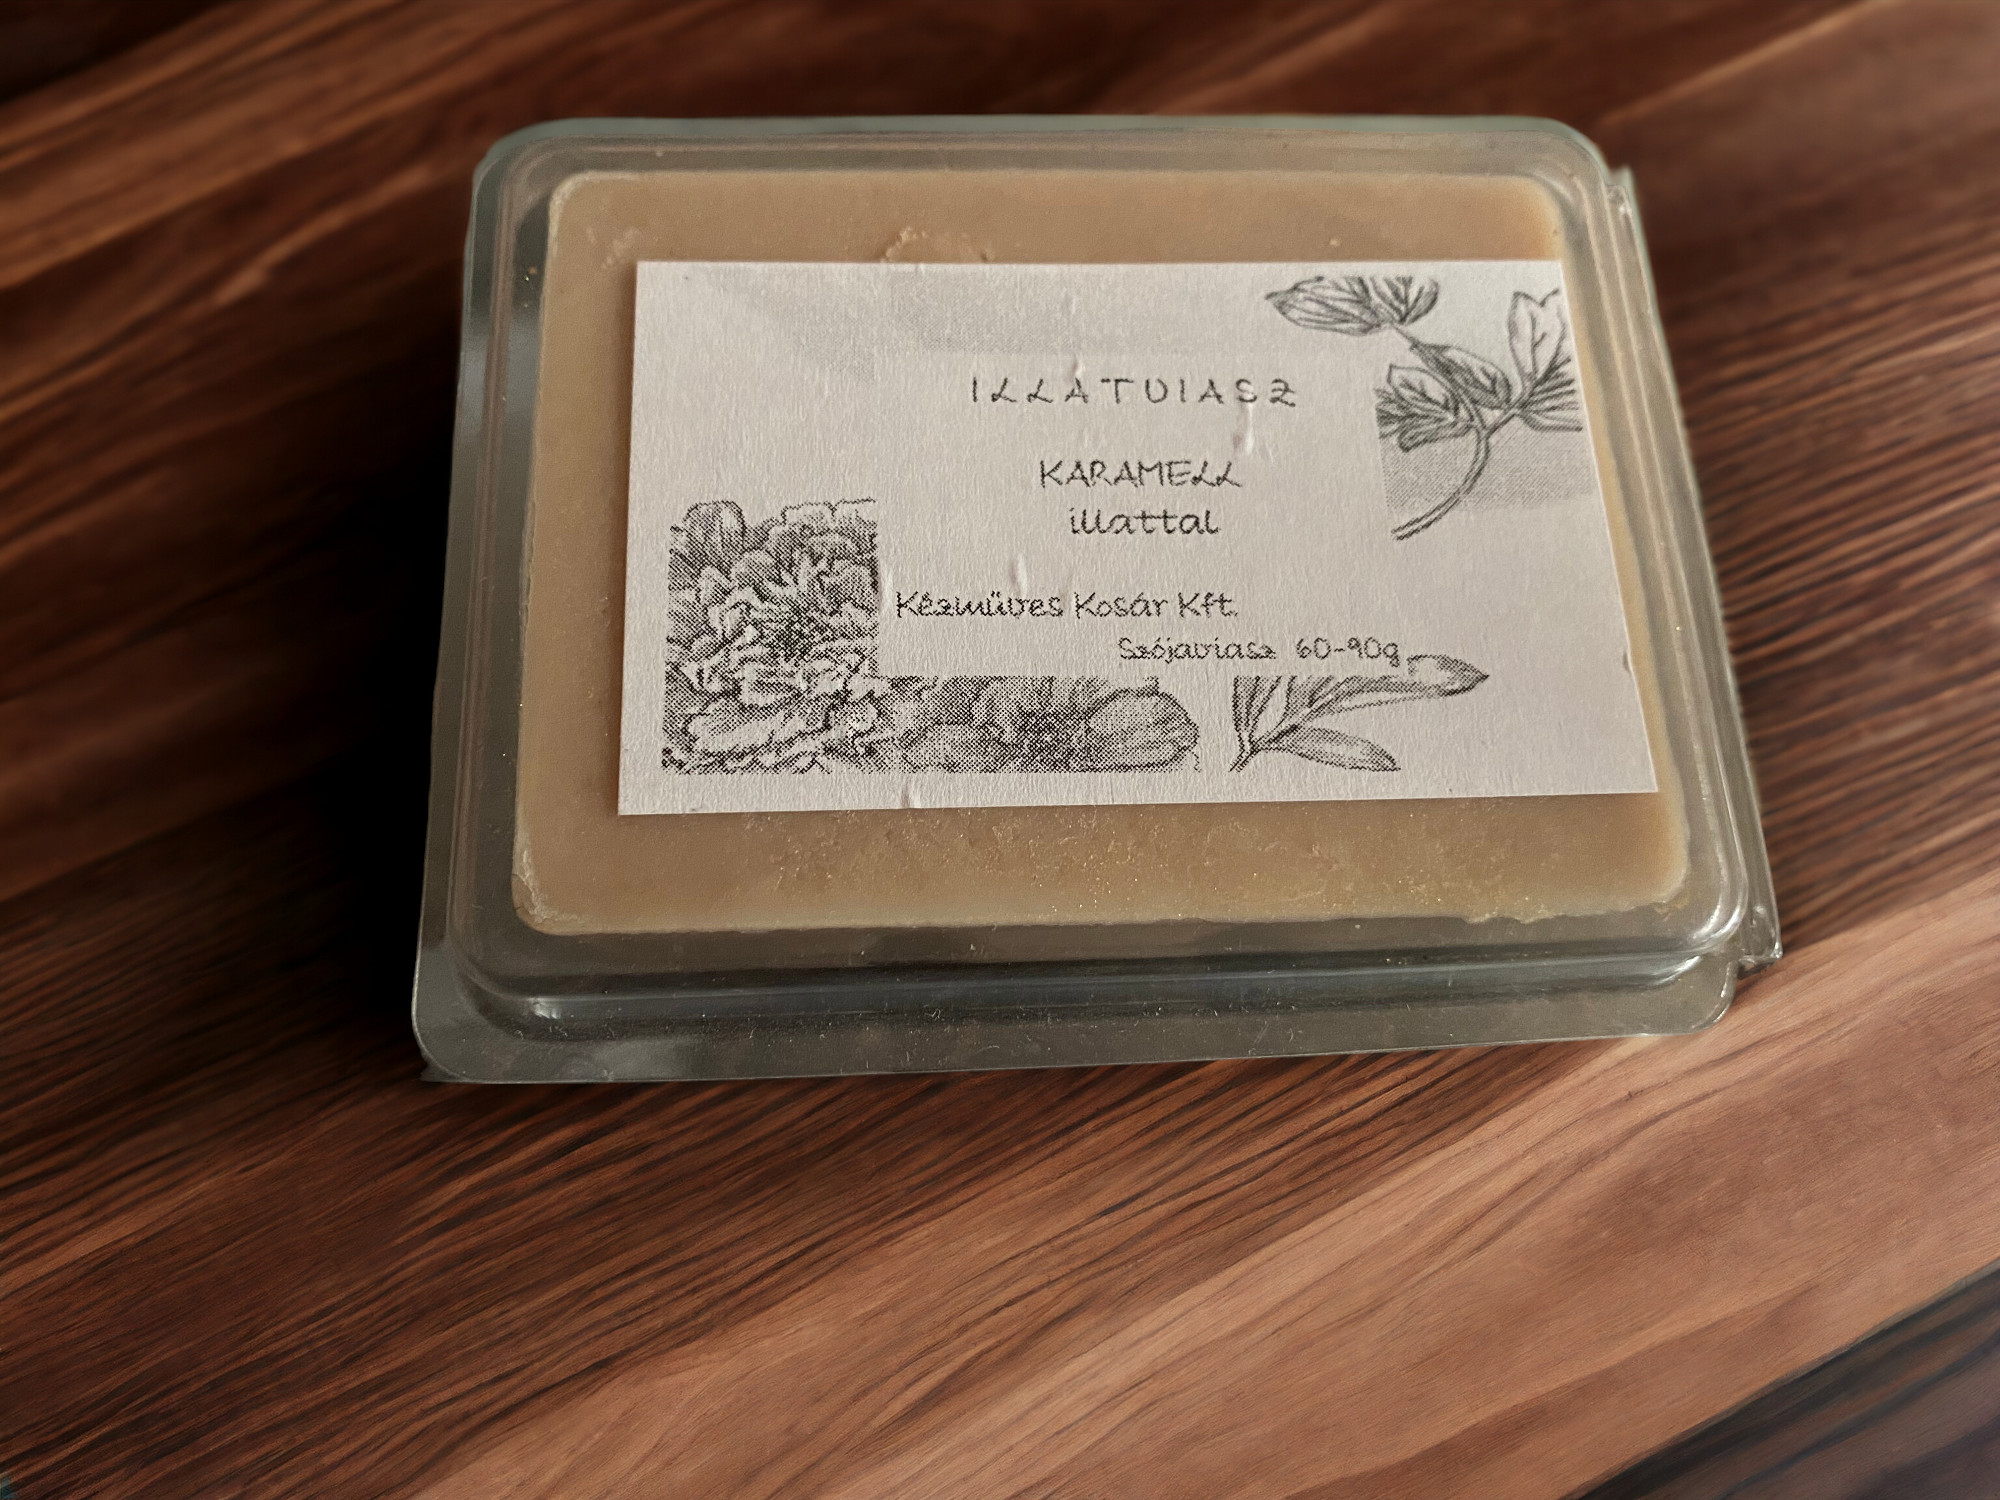 ILLATVIASZ
KARAMELL
illattal
Kézműves Kosár Kft.
Szójaviasz 60-90g